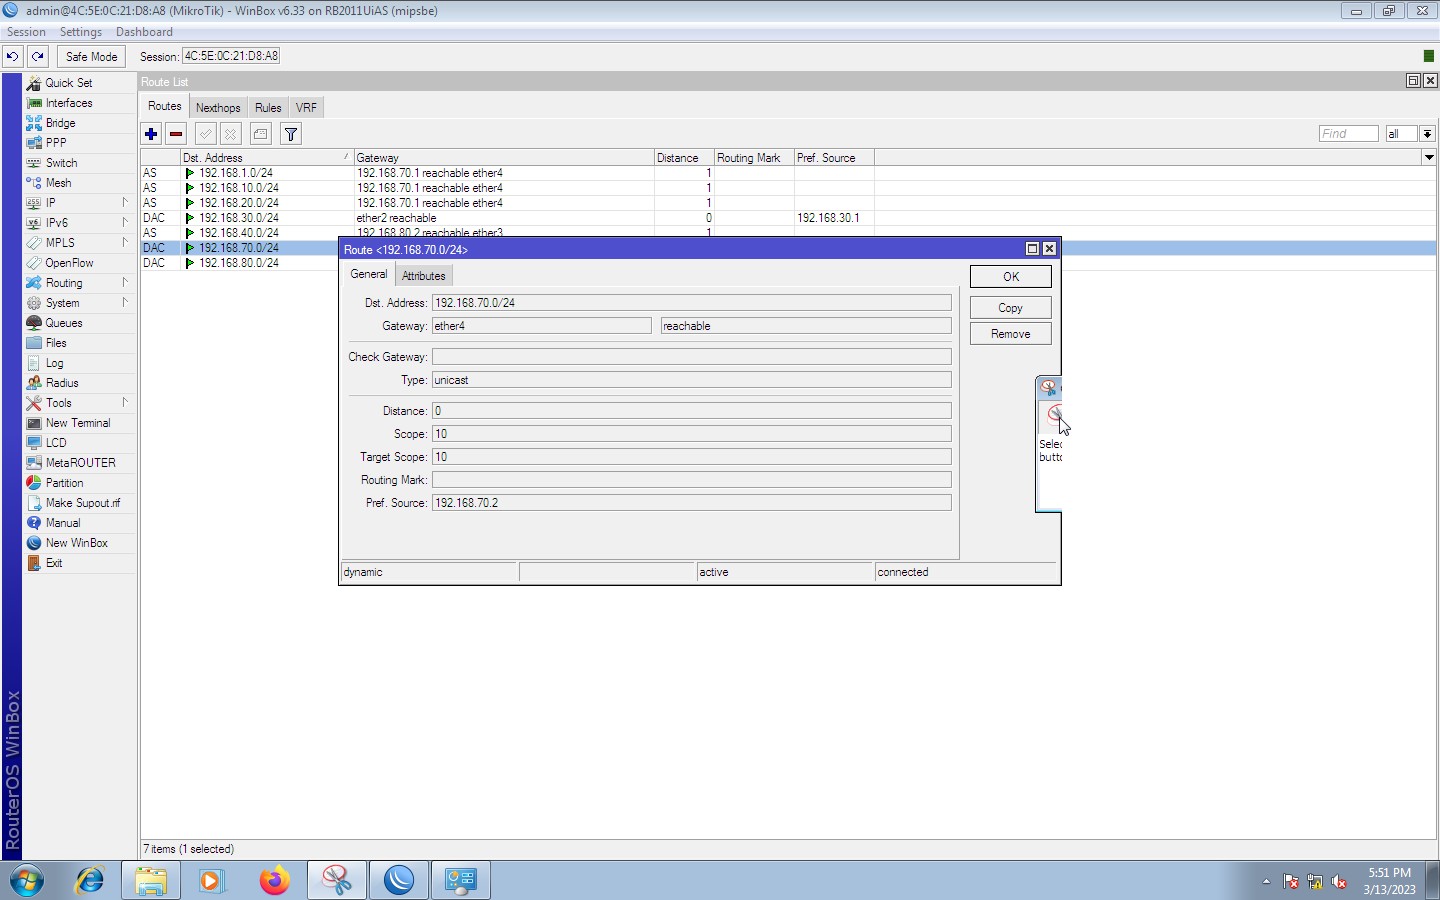 admin@4C:5E:0C:21:D8:A8 (MikroTik) - WinBox v6.33 on RB2011UiAS (mipsbe)
Session Settings Dashboard
Safe Mode Session: 4C:5E:0C:21:D8:A8
Quick Set
Interfaces
Bridge
PPP
Switch
Mesh
IP
IPv6
MPLS
OpenFlow
Routing
System
Queues
Files
Log
Radius
Tools
New Terminal
LCD
MetaROUTER
Partition
Make Supout.rif
Manual
New WinBox
Exit
RouterOS WinBox
Route List
Routes Nexthops Rules VRF
Find all
Dst. Address Gateway Distance Routing Mark Pref. Source
AS 192.168.1.0/24 192.168.70.1 reachable ether4 1
AS 192.168.10.0/24 192.168.70.1 reachable ether4 1
AS 192.168.20.0/24 192.168.70.1 reachable ether4 1
DAC 192.168.30.0/24 ether2 reachable 0 192.168.30.1
AS 192.168.40.0/24 192.168.80.2 reachable ether3 1
DAC 192.168.70.0/24
DAC 192.168.80.0/24
Route <192.168.70.0/24>
General Attributes
Dst. Address: 192.168.70.0/24
Gateway: ether4 reachable
Check Gateway:
Type: unicast
Distance: 0
Scope: 10
Target Scope: 10
Routing Mark:
Pref. Source: 192.168.70.2
OK
Copy
Remove
Selec
butto
dynamic active connected
7 items (1 selected)
5:51 PM
3/13/2023